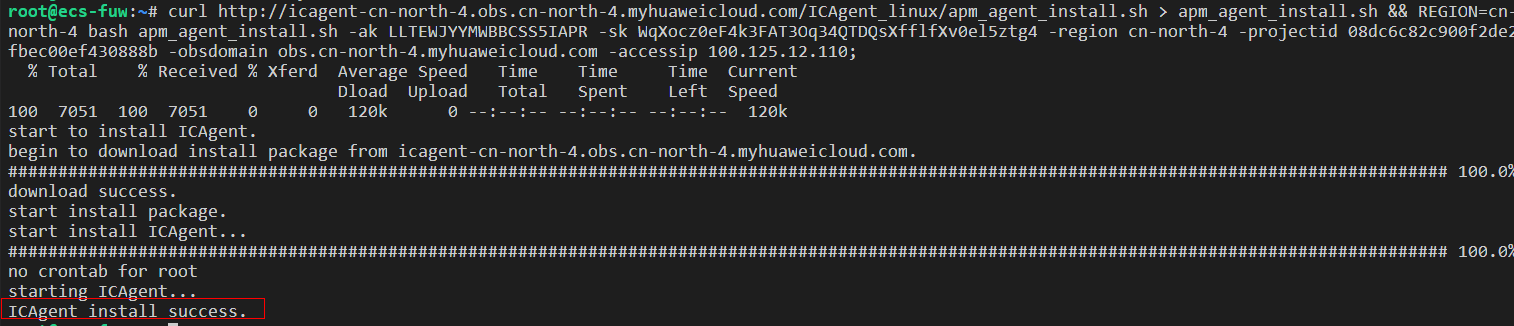 root@ecs-fuw:~# curl http://icagent-cn-north-4.obs.cn-north-4.myhuaweicloud.com/ICAgent_linux/apm_agent_install.sh > apm_agent_install.sh && REGION=cn-
north-4 bash apm_agent_install.sh -ak LLTEWJYYMWBBCSS5IAPR -sk WqXocz0eF4k3FAT3Oq34QTDQsXfflfXv0el5ztg4 -region cn-north-4 -projectid 08dc6c82c900f2de2
fbec00ef430888b -obsdomain obs.cn-north-4.myhuaweicloud.com -accessip 100.125.12.110;
% Total % Received % Xferd Average Speed Time Time Time Current
Dload Upload Total Spent Left Speed
100 7051 100 7051 0 0 120k 0 --:--:-- --:--:-- --:--:-- 120k
start to install ICAgent.
begin to download install package from icagent-cn-north-4.obs.cn-north-4.myhuaweicloud.com.
################################################################################################################################################ 100.0%
download success.
start install package.
start install ICAgent...
################################################################################################################################################ 100.0%
no crontab for root
starting ICAgent...
ICAgent install success.